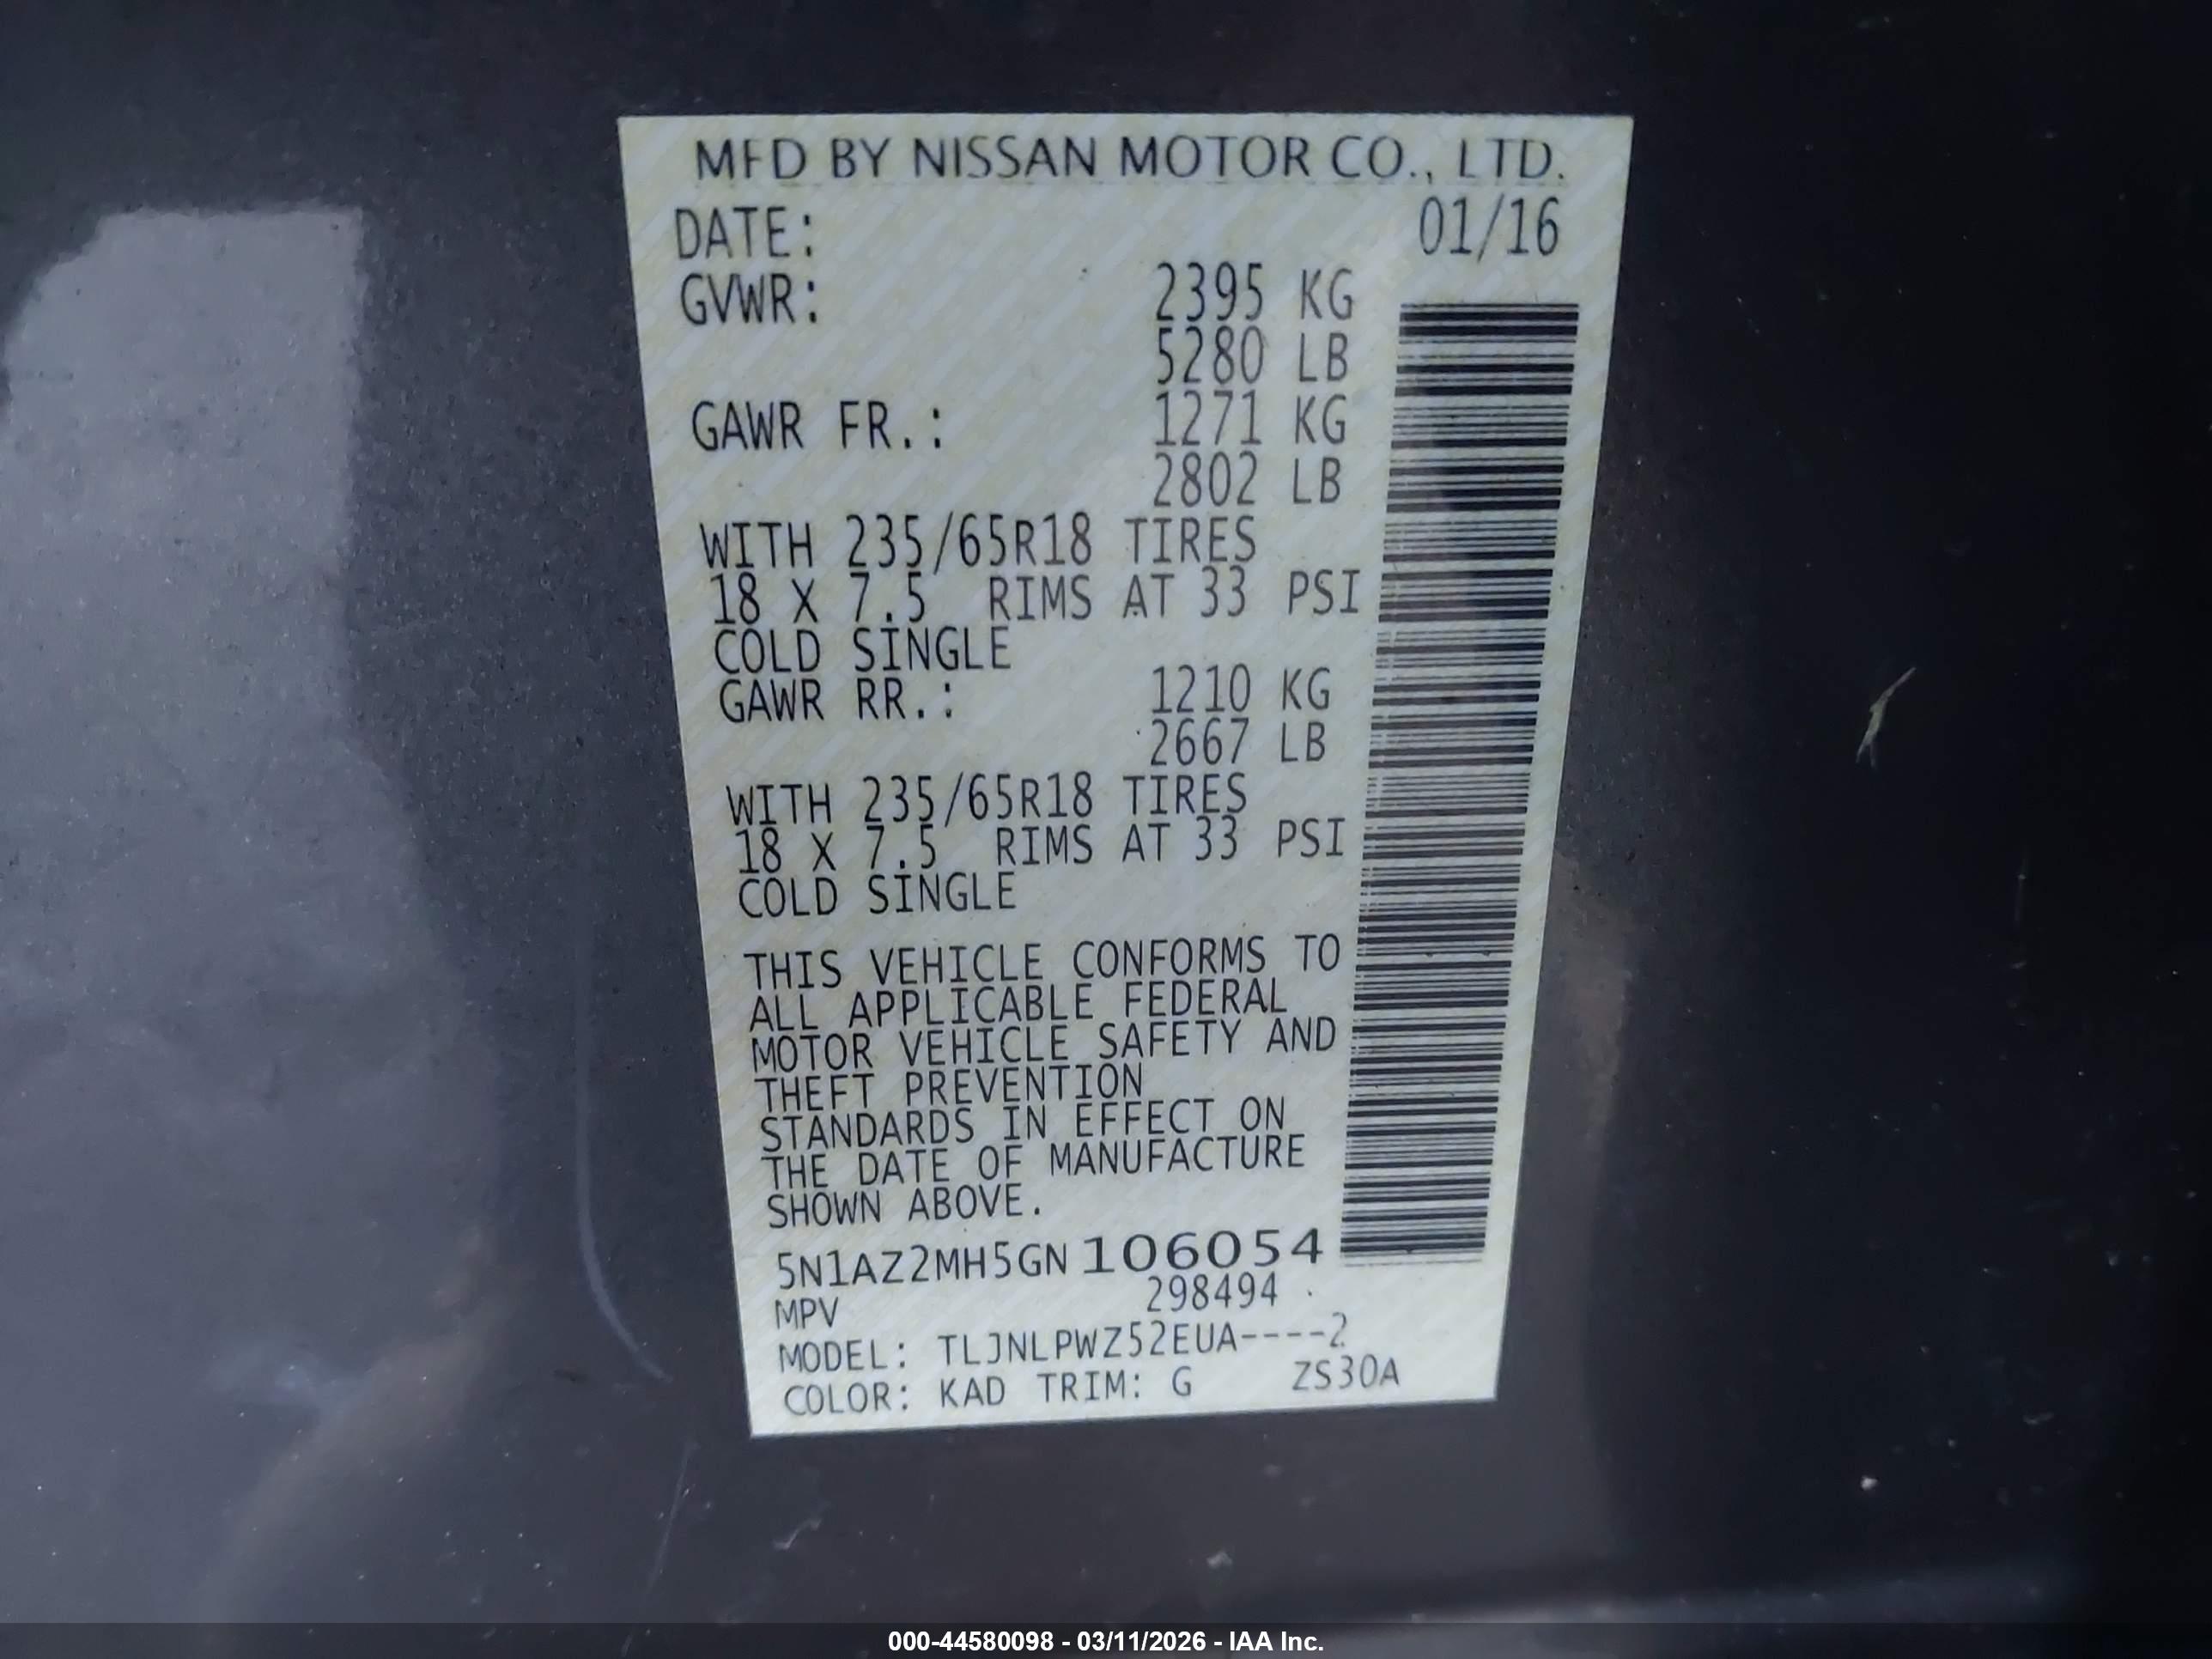 MFD BY NISSAN MOTOR CO., LTD.
DATE: 01/16
GVWR: 2395 KG
5280 LB
GAWR FR.: 1271 KG
2802 LB
WITH 235/65R18 TIRES
18 X 7.5 RIMS AT 33 PSI
COLD SINGLE
GAWR RR.: 1210 KG
2667 LB
WITH 235/65R18 TIRES
18 X 7.5 RIMS AT 33 PSI
COLD SINGLE
THIS VEHICLE CONFORMS TO
ALL APPLICABLE FEDERAL
MOTOR VEHICLE SAFETY AND
THEFT PREVENTION
STANDARDS IN EFFECT ON
THE DATE OF MANUFACTURE
SHOWN ABOVE.
5N1AZ2MH5GN106054
MPV 298494
MODEL: TLJNLPWZ52EUA----2
COLOR: KAD TRIM: G ZS30A
000-44580098 - 03/11/2026 - IAA Inc.